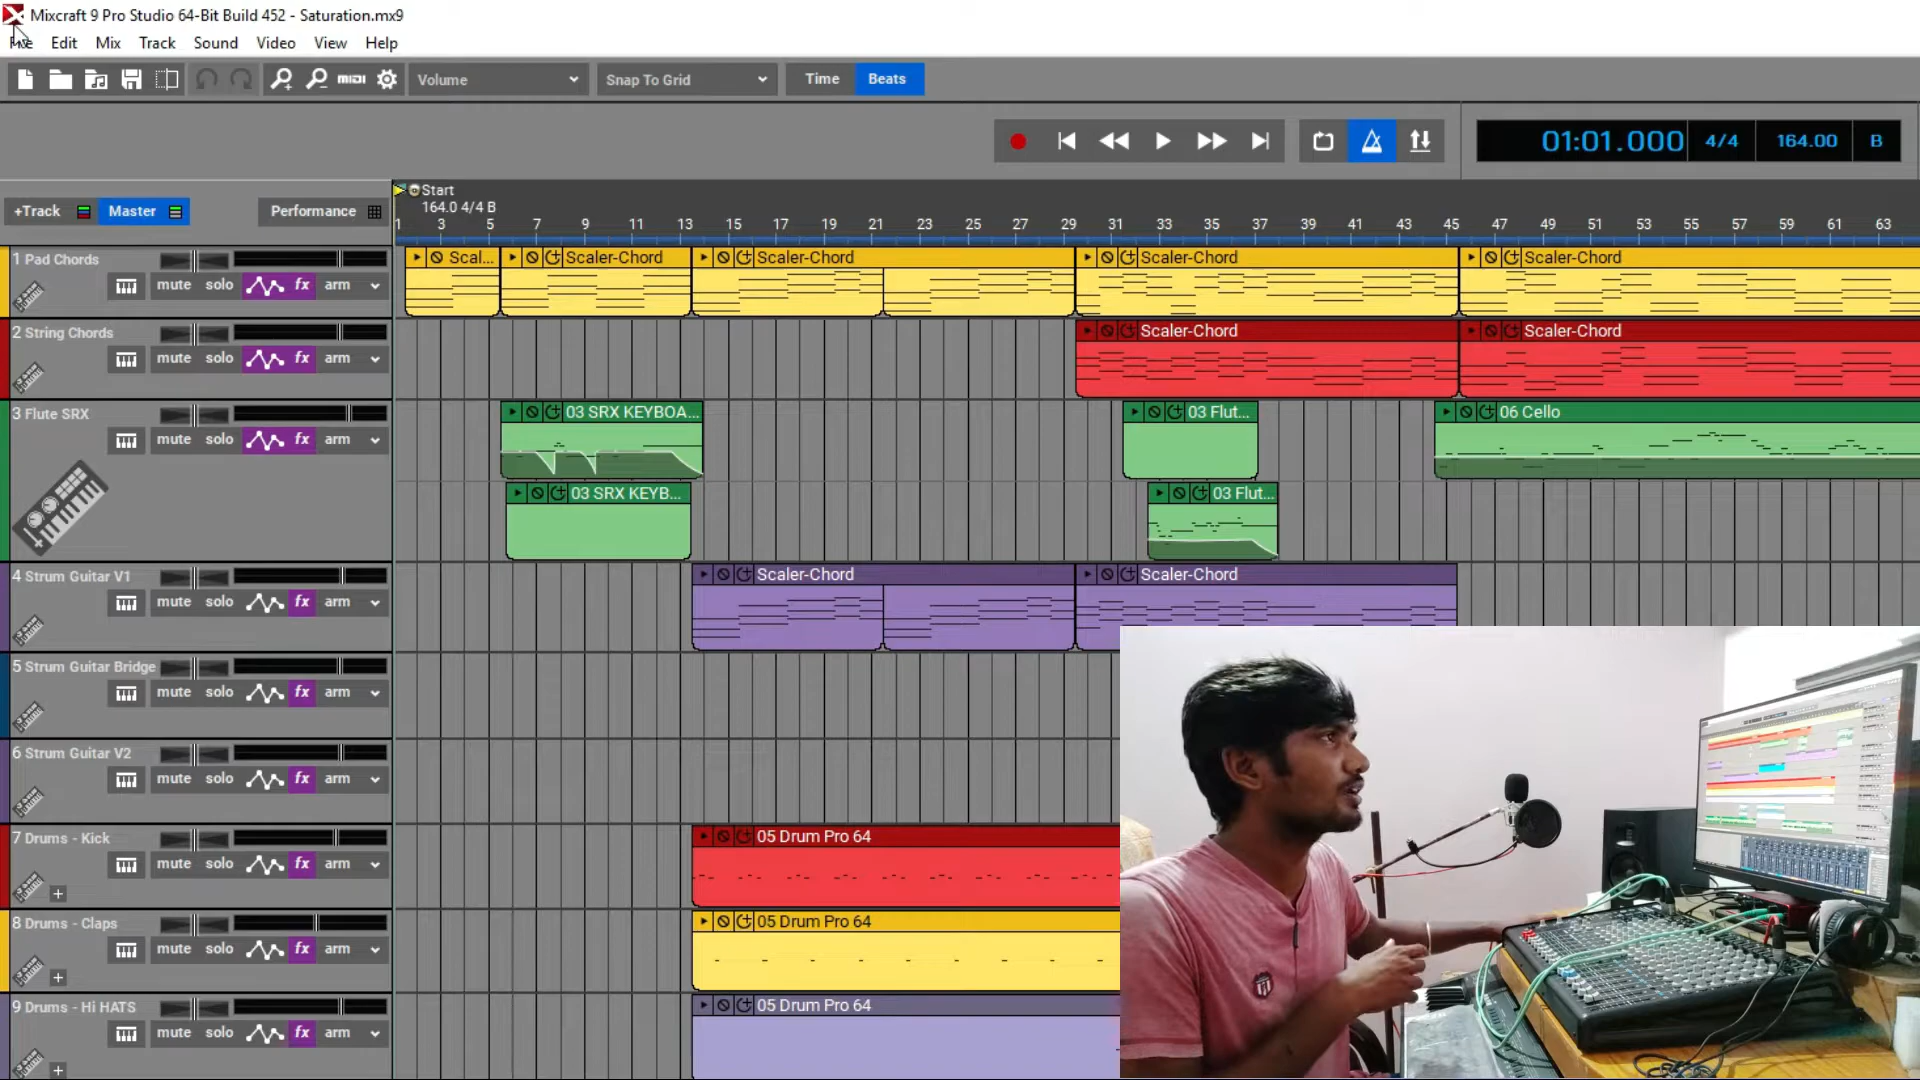 Mixcraft 9 Pro Studio 64-Bit Build 452 - Saturation.mx9
File Edit Mix Track Sound Video View Help
MIDI Volume Snap To Grid Time Beats
01:01.000 4/4 164.00 B
+Track Master Performance
Start
164.0 4/4 B
1 3 5 7 9 11 13 15 17 19 21 23 25 27 29 31 33 35 37 39 41 43 45 47 49 51 53 55 57 59 61 63
1 Pad Chords Scal... Scaler-Chord Scaler-Chord Scaler-Chord Scaler-Chord
mute solo fx arm
2 String Chords Scaler-Chord Scaler-Chord
mute solo fx arm
3 Flute SRX 03 SRX KEYBOA... 03 Flut... 06 Cello
mute solo fx arm
03 SRX KEYB... 03 Flut...
4 Strum Guitar V1 Scaler-Chord Scaler-Chord
mute solo fx arm
5 Strum Guitar Bridge
mute solo fx arm
6 Strum Guitar V2
mute solo fx arm
7 Drums - Kick 05 Drum Pro 64
mute solo fx arm
8 Drums - Claps 05 Drum Pro 64
mute solo fx arm
9 Drums - Hi HATS 05 Drum Pro 64
mute solo fx arm